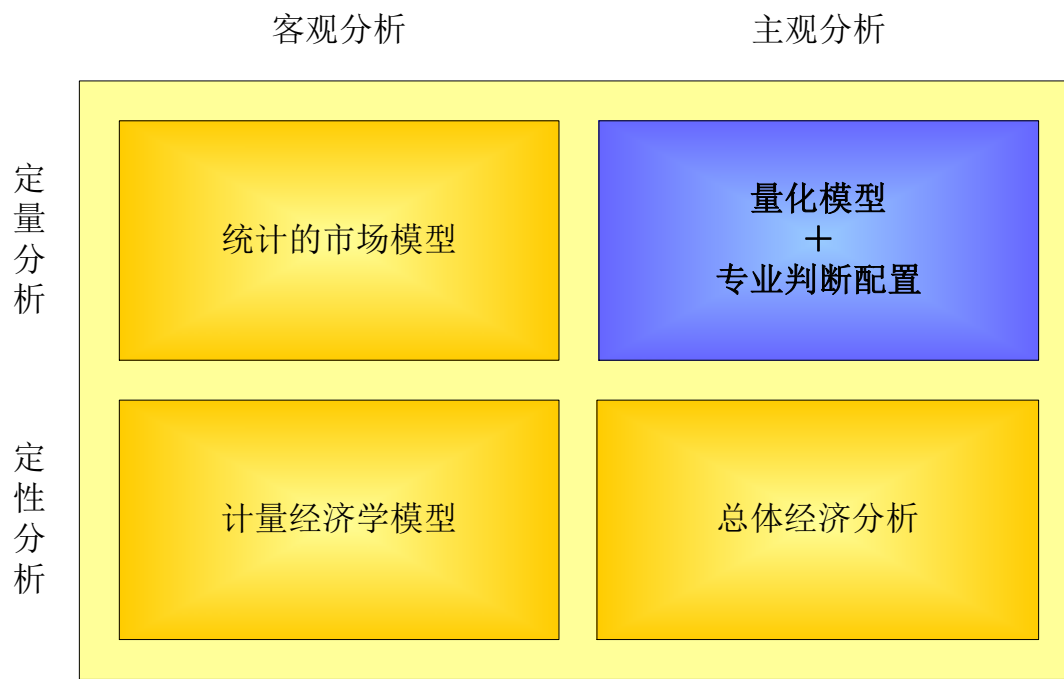 客观分析
主观分析
定量分析
统计的市场模型
量化模型
＋
专业判断配置
定性分析
计量经济学模型
总体经济分析